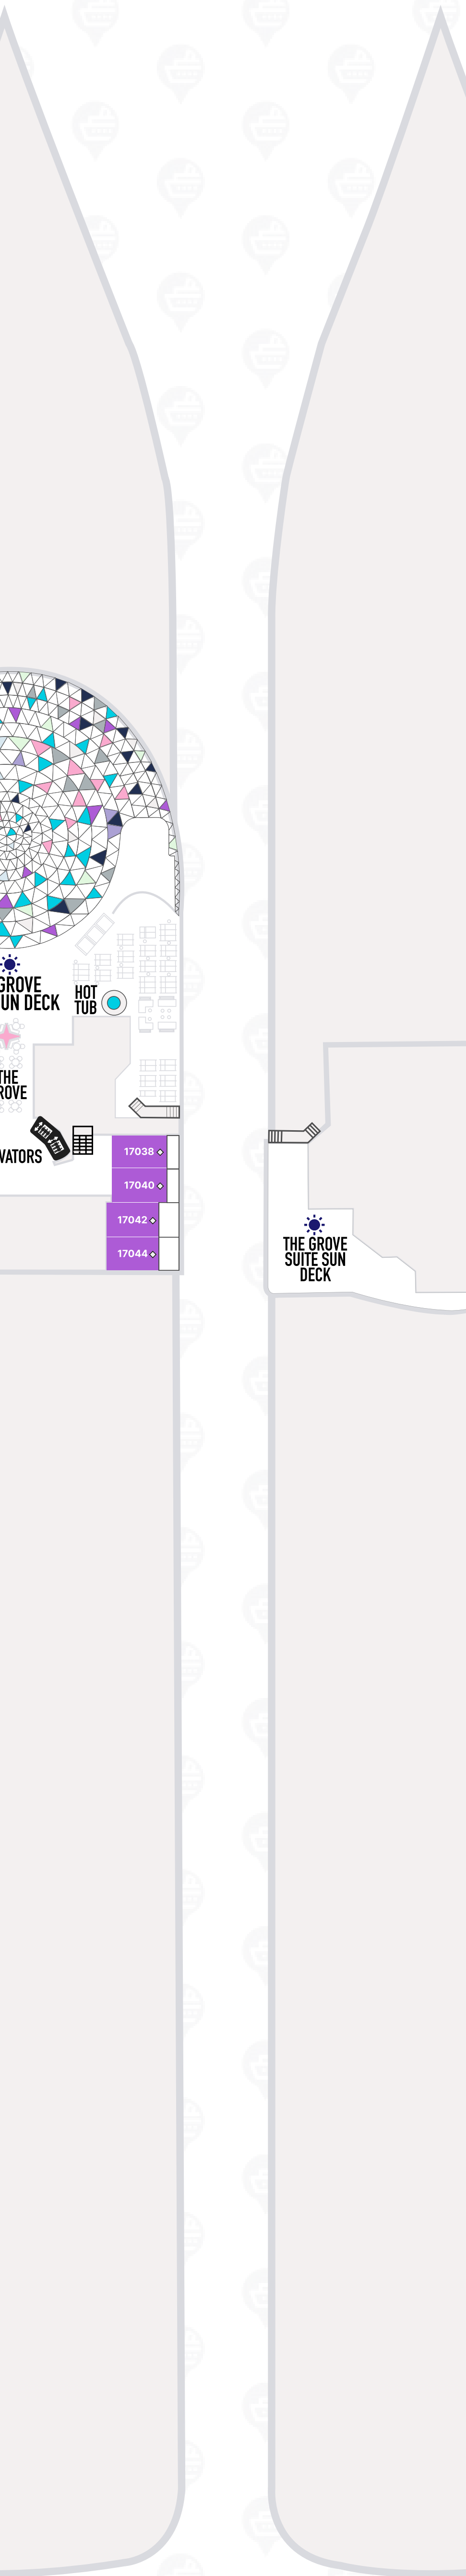 GROVE
UN DECK
HOT
TUB
THE
ROVE
VATORS
17038
17040
17042
17044
THE GROVE
SUITE SUN
DECK